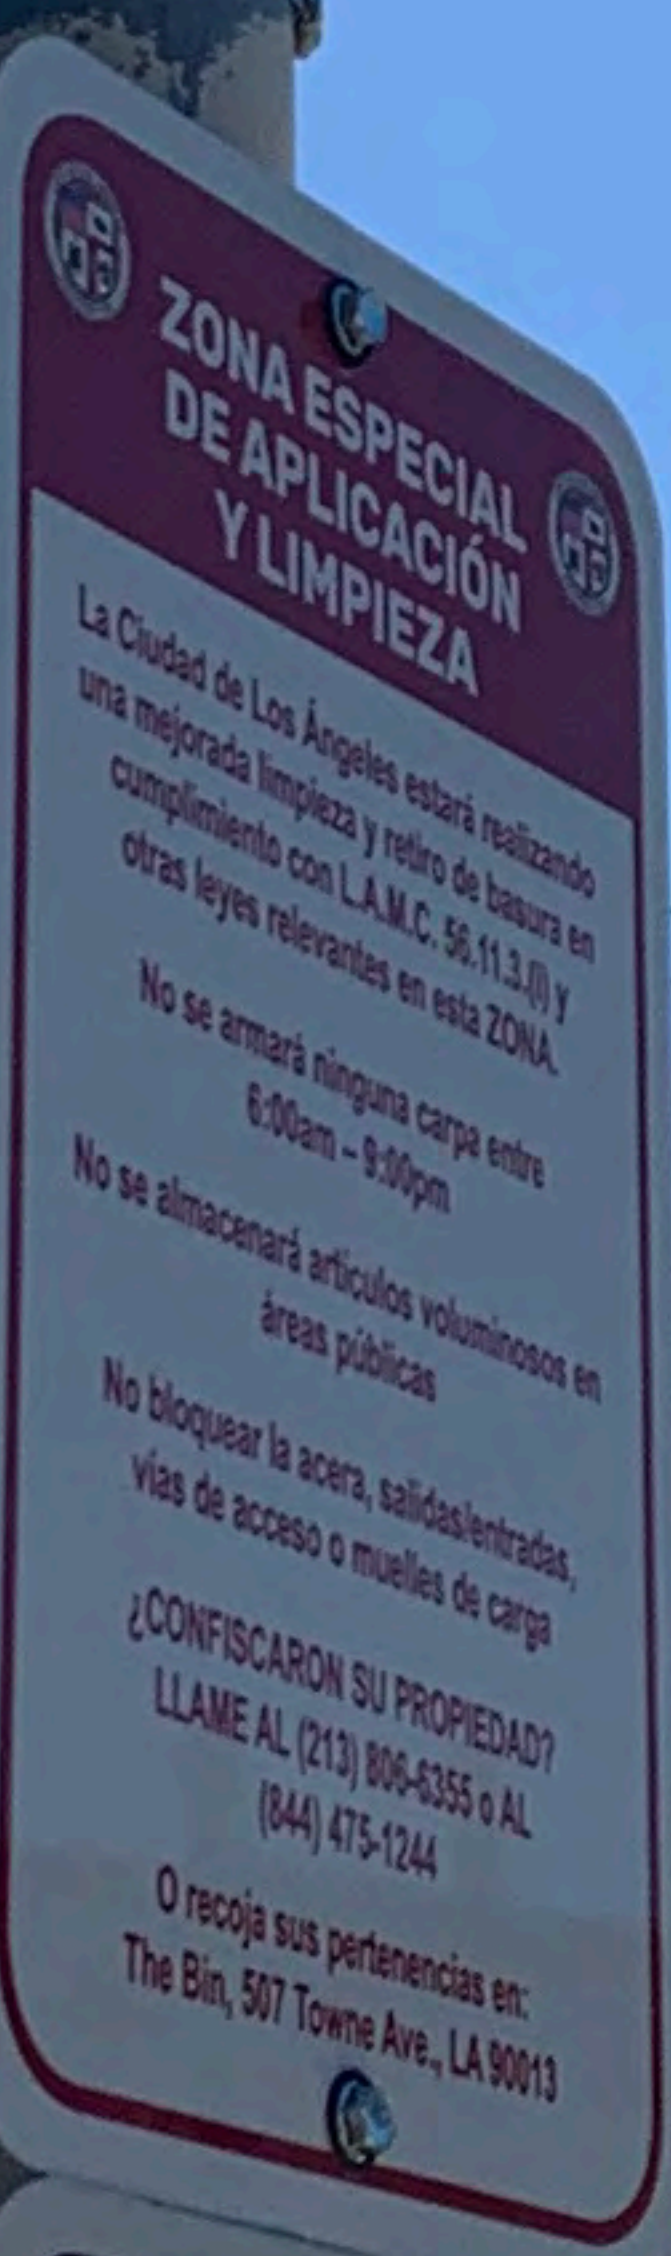 ZONA ESPECIAL
DE APLICACIÓN
Y LIMPIEZA
La Ciudad de Los Ángeles estará realizando
una mejorada limpieza y retiro de basura en
cumplimiento con L.A.M.C. 56.11.3.(i) y
otras leyes relevantes en esta ZONA.
No se armará ninguna carpa entre
6:00am – 9:00pm
No se almacenará artículos voluminosos en
áreas públicas
No bloquear la acera, salidas/entradas,
vías de acceso o muelles de carga
¿CONFISCARON SU PROPIEDAD?
LLAME AL (213) 806-6355 o AL
(844) 475-1244
O recoja sus pertenencias en:
The Bin, 507 Towne Ave., LA 90013